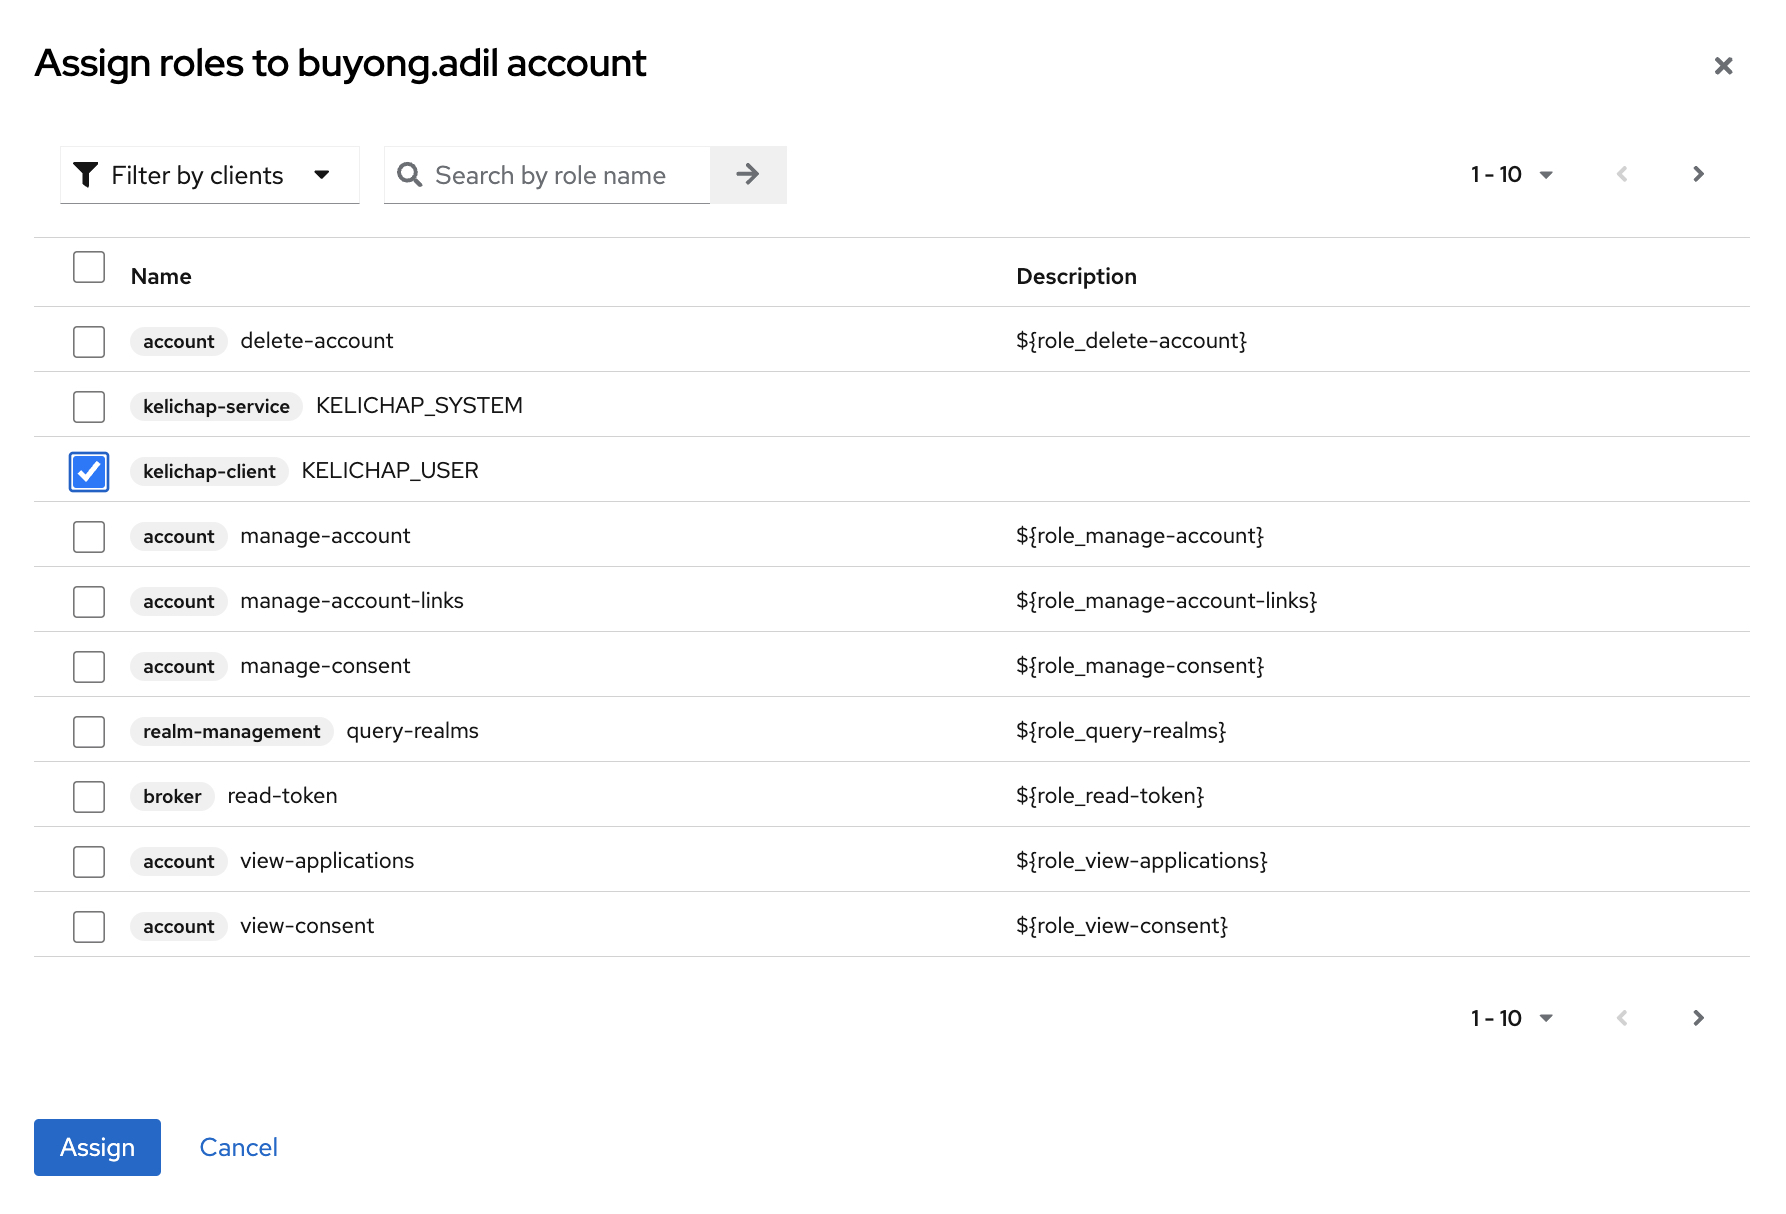 Assign roles to buyong.adil account
Filter by clients
Search by role name
1 - 10
Name Description
account delete-account ${role_delete-account}
kelichap-service KELICHAP_SYSTEM
kelichap-client KELICHAP_USER
account manage-account ${role_manage-account}
account manage-account-links ${role_manage-account-links}
account manage-consent ${role_manage-consent}
realm-management query-realms ${role_query-realms}
broker read-token ${role_read-token}
account view-applications ${role_view-applications}
account view-consent ${role_view-consent}
1 - 10
Assign Cancel